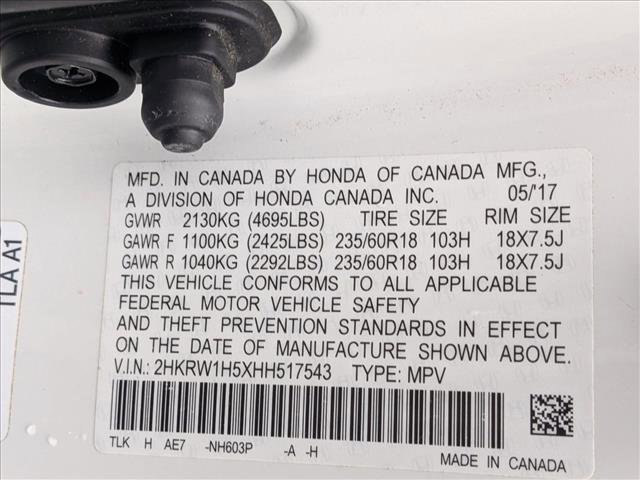 MFD. IN CANADA BY HONDA OF CANADA MFG.,
A DIVISION OF HONDA CANADA INC. 05/'17
GVWR 2130KG (4695LBS) TIRE SIZE RIM SIZE
GAWR F 1100KG (2425LBS) 235/60R18 103H 18X7.5J
GAWR R 1040KG (2292LBS) 235/60R18 103H 18X7.5J
THIS VEHICLE CONFORMS TO ALL APPLICABLE
FEDERAL MOTOR VEHICLE SAFETY
AND THEFT PREVENTION STANDARDS IN EFFECT
ON THE DATE OF MANUFACTURE SHOWN ABOVE.
V.I.N.: 2HKRW1H5XHH517543 TYPE: MPV
TLK H AE7 -NH603P -A -H
MADE IN CANADA
TLA A1